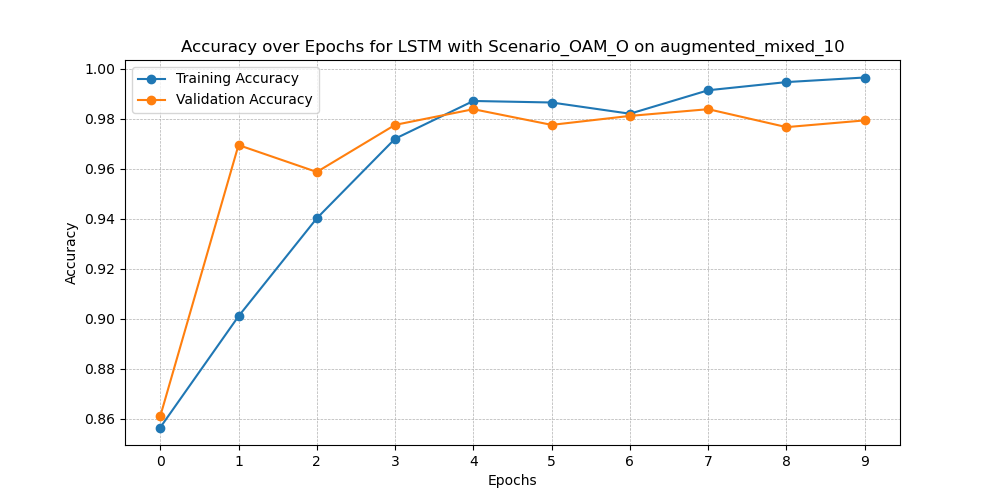 Accuracy over Epochs for LSTM with Scenario_OAM_O on augmented_mixed_10
Training Accuracy
Validation Accuracy
1.00
0.98
0.96
0.94
0.92
0.90
0.88
0.86
Accuracy
0 1 2 3 4 5 6 7 8 9
Epochs